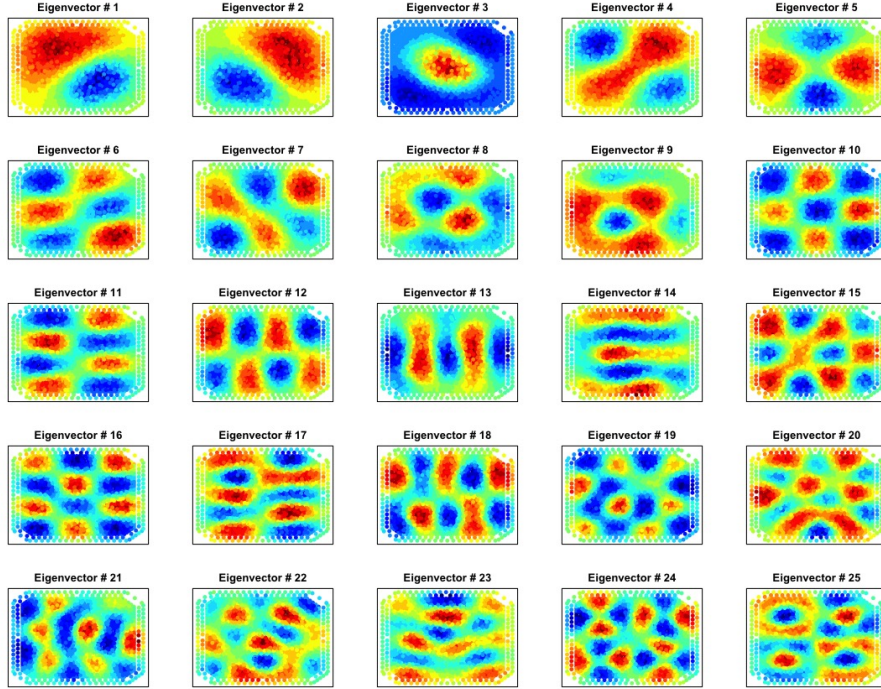 Eigenvector # 1
Eigenvector # 2
Eigenvector # 3
Eigenvector # 4
Eigenvector # 5
Eigenvector # 6
Eigenvector # 7
Eigenvector # 8
Eigenvector # 9
Eigenvector # 10
Eigenvector # 11
Eigenvector # 12
Eigenvector # 13
Eigenvector # 14
Eigenvector # 15
Eigenvector # 16
Eigenvector # 17
Eigenvector # 18
Eigenvector # 19
Eigenvector # 20
Eigenvector # 21
Eigenvector # 22
Eigenvector # 23
Eigenvector # 24
Eigenvector # 25